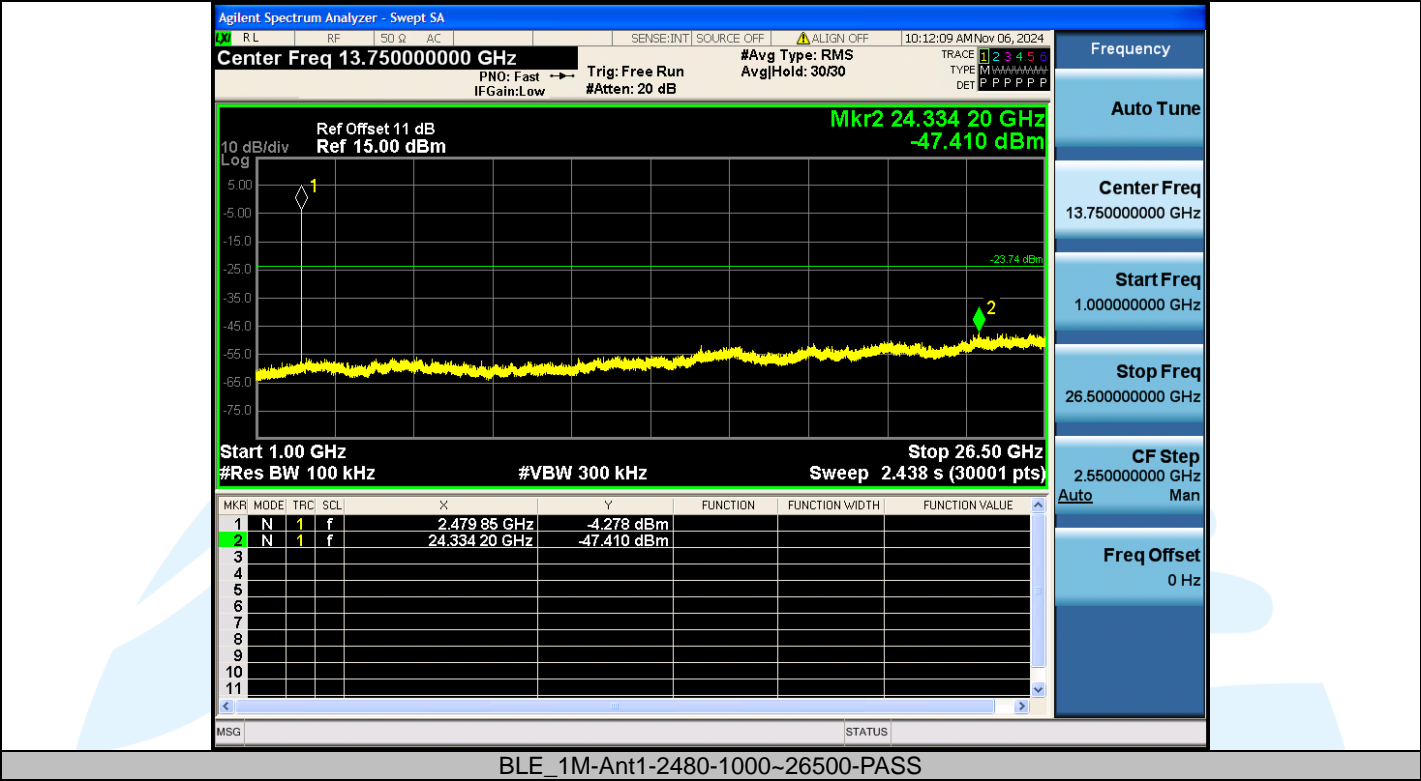 Agilent Spectrum Analyzer - Swept SA
LXI R L RF 50 Ω AC SENSE:INT SOURCE OFF ALIGN OFF 10:12:09 AM Nov 06, 2024
Center Freq 13.750000000 GHz
PNO: Fast
IFGain:Low
Trig: Free Run
#Atten: 20 dB
#Avg Type: RMS
Avg|Hold: 30/30
TRACE 1 2 3 4 5 6
TYPE M
DET P P P P P P
Mkr2 24.334 20 GHz
-47.410 dBm
Ref Offset 11 dB
10 dB/div Ref 15.00 dBm
Log
1
5.00
-5.00
-15.0
-25.0
-23.74 dBm
-35.0
2
-45.0
-55.0
-65.0
-75.0
Start 1.00 GHz Stop 26.50 GHz
#Res BW 100 kHz #VBW 300 kHz Sweep 2.438 s (30001 pts)
MKR MODE TRC SCL X Y FUNCTION FUNCTION WIDTH FUNCTION VALUE
1 N 1 f 2.479 85 GHz -4.278 dBm
2 N 1 f 24.334 20 GHz -47.410 dBm
3
4
5
6
7
8
9
10
11
MSG STATUS
Frequency
Auto Tune
Center Freq
13.750000000 GHz
Start Freq
1.000000000 GHz
Stop Freq
26.500000000 GHz
CF Step
2.550000000 GHz
Auto Man
Freq Offset
0 Hz
BLE_1M-Ant1-2480-1000~26500-PASS